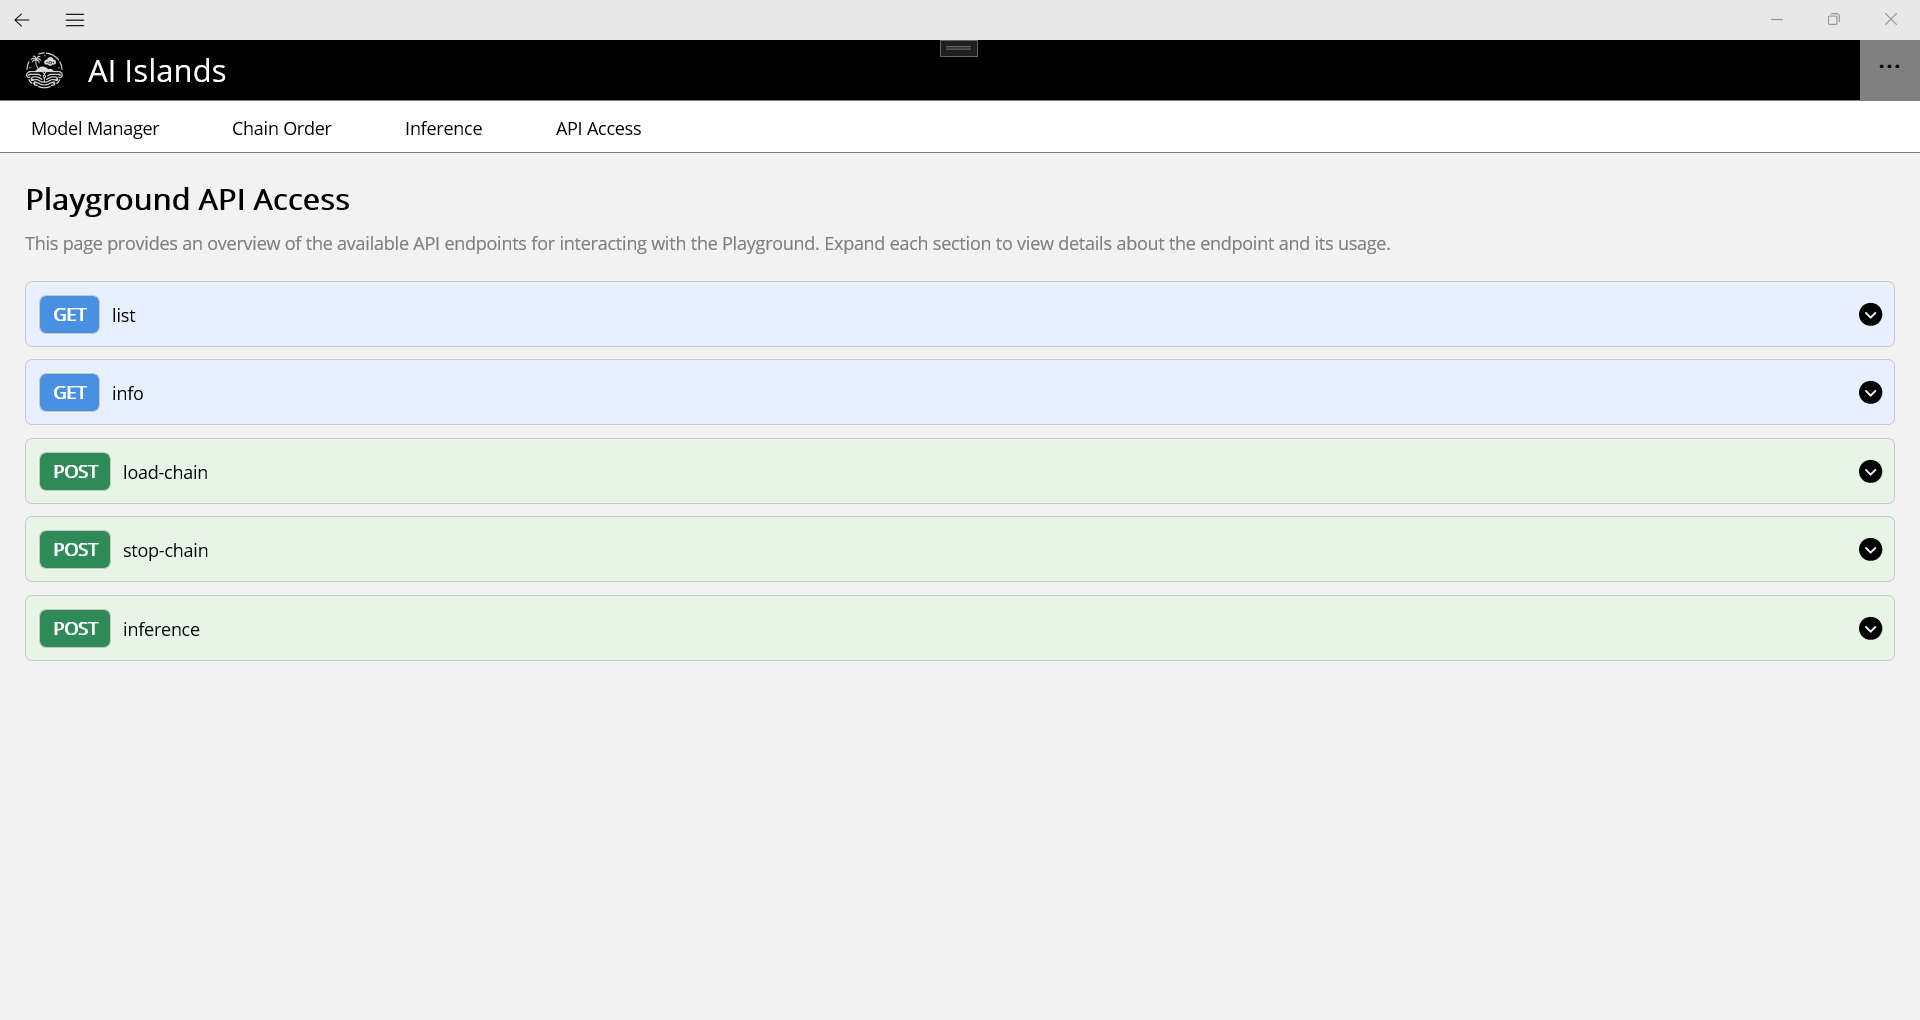 AI Islands
Model Manager Chain Order Inference API Access
Playground API Access
This page provides an overview of the available API endpoints for interacting with the Playground. Expand each section to view details about the endpoint and its usage.
GET list
GET info
POST load-chain
POST stop-chain
POST inference